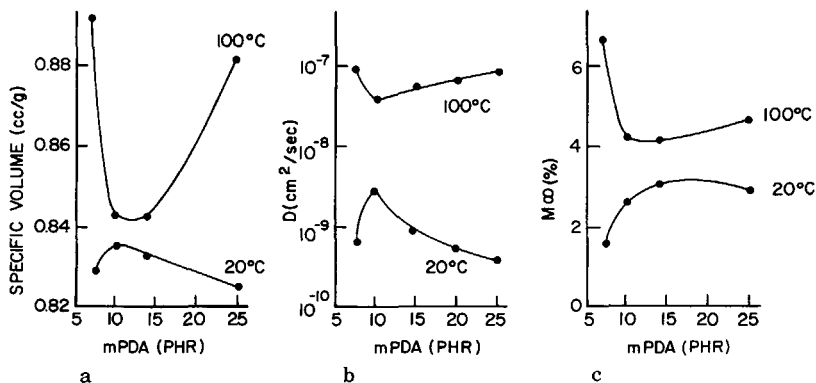 SPECIFIC VOLUME (cc/g)
0.88
0.86
0.84
0.82
100°C
20°C
5 10 15 20 25
mPDA (PHR)
a
D(cm²/sec)
10⁻⁷
10⁻⁸
10⁻⁹
10⁻¹⁰
100°C
20°C
5 10 15 20 25
mPDA (PHR)
b
M∞(%)
6
4
2
0
100°C
20°C
5 10 15 20 25
mPDA (PHR)
c